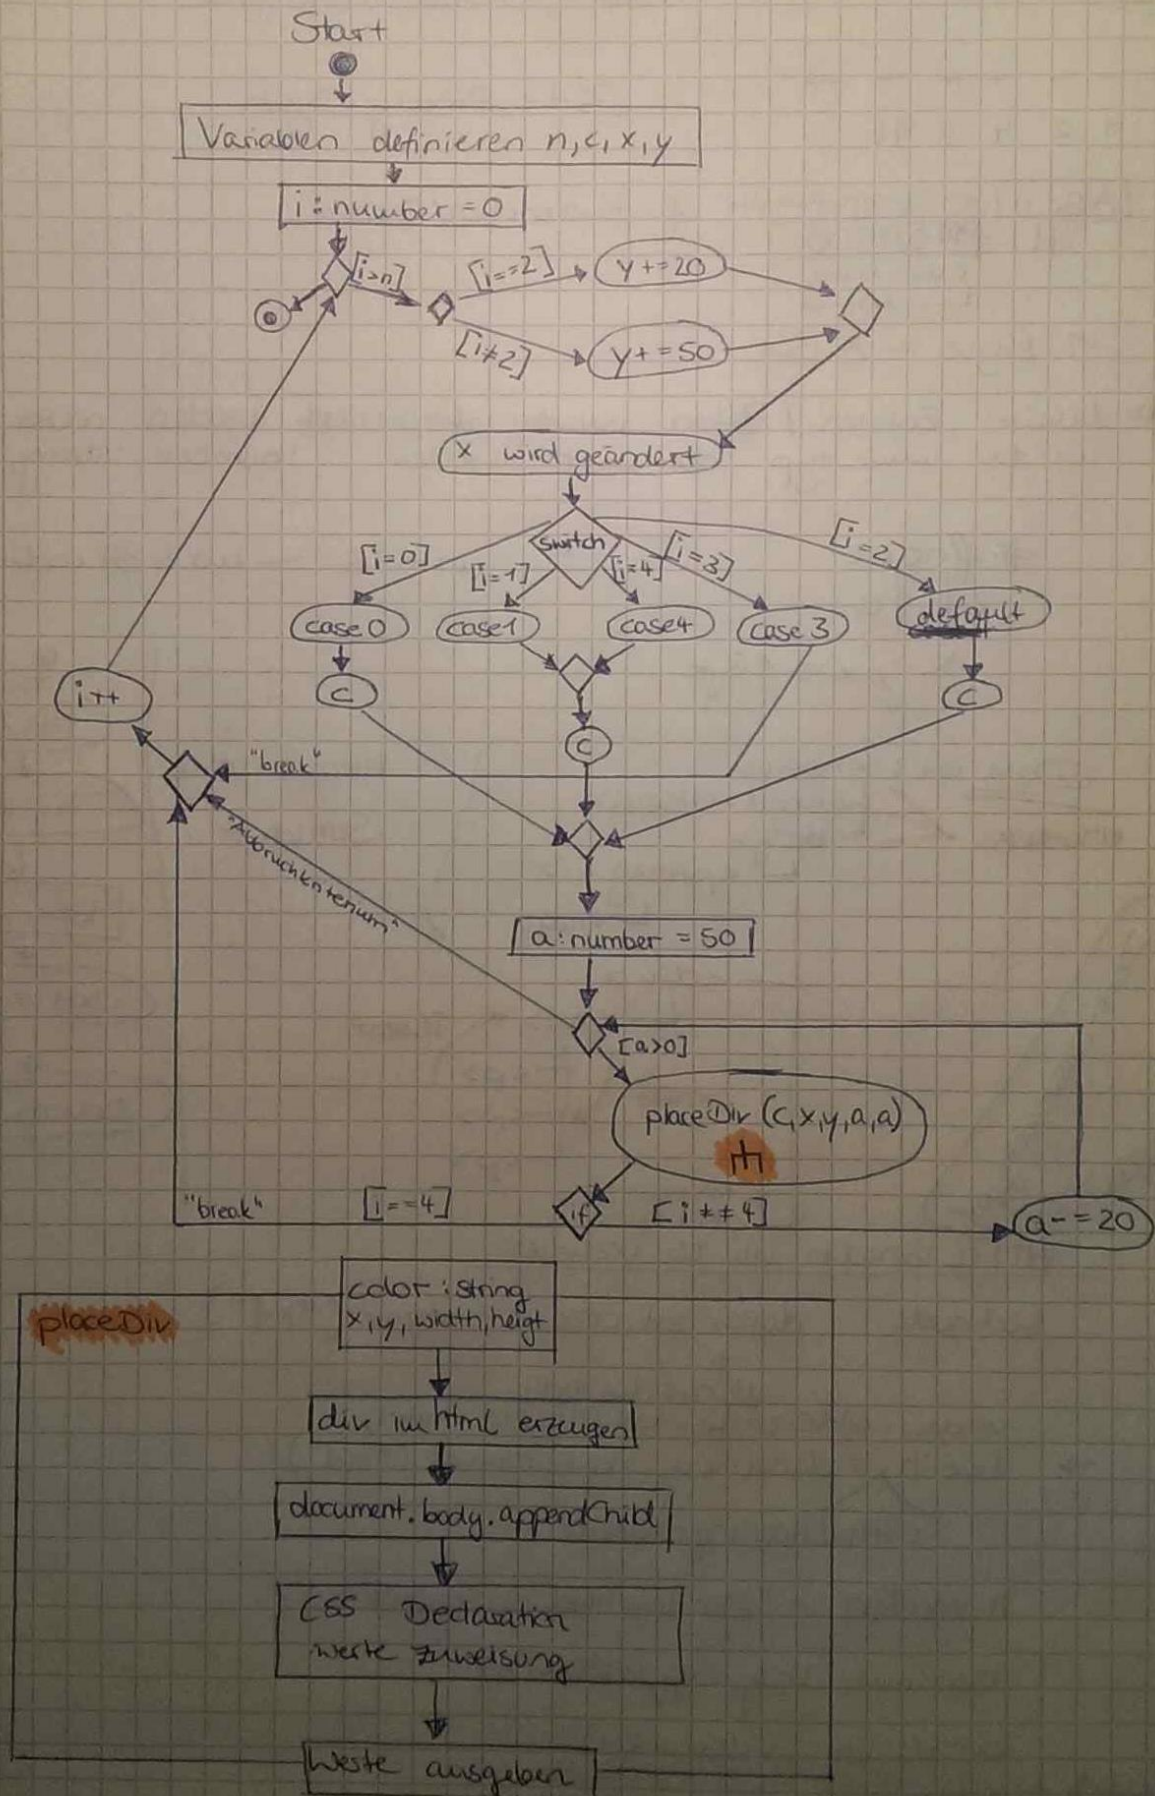 Start
Variablen definieren n,c,x,y
i:number = 0
[i>n]
[i==2]
y+=20
[i≠2]
y+=50
x wird geändert
switch
[i=0]
[i=1]
[i=4]
[i=3]
[i=2]
case 0
case 1
case 4
case 3
default
c
c
c
i++
"break"
"Abbruchkriterium"
a:number = 50
[a>0]
placeDiv (c,x,y,a,a)
"break"
[i==4]
if
[i≠≠4]
a-=20
placeDiv
color:string
x,y,width,heigt
div im html erzeugen
document.body.appendChild
CSS Declaration
werte zuweisung
Werte ausgeben